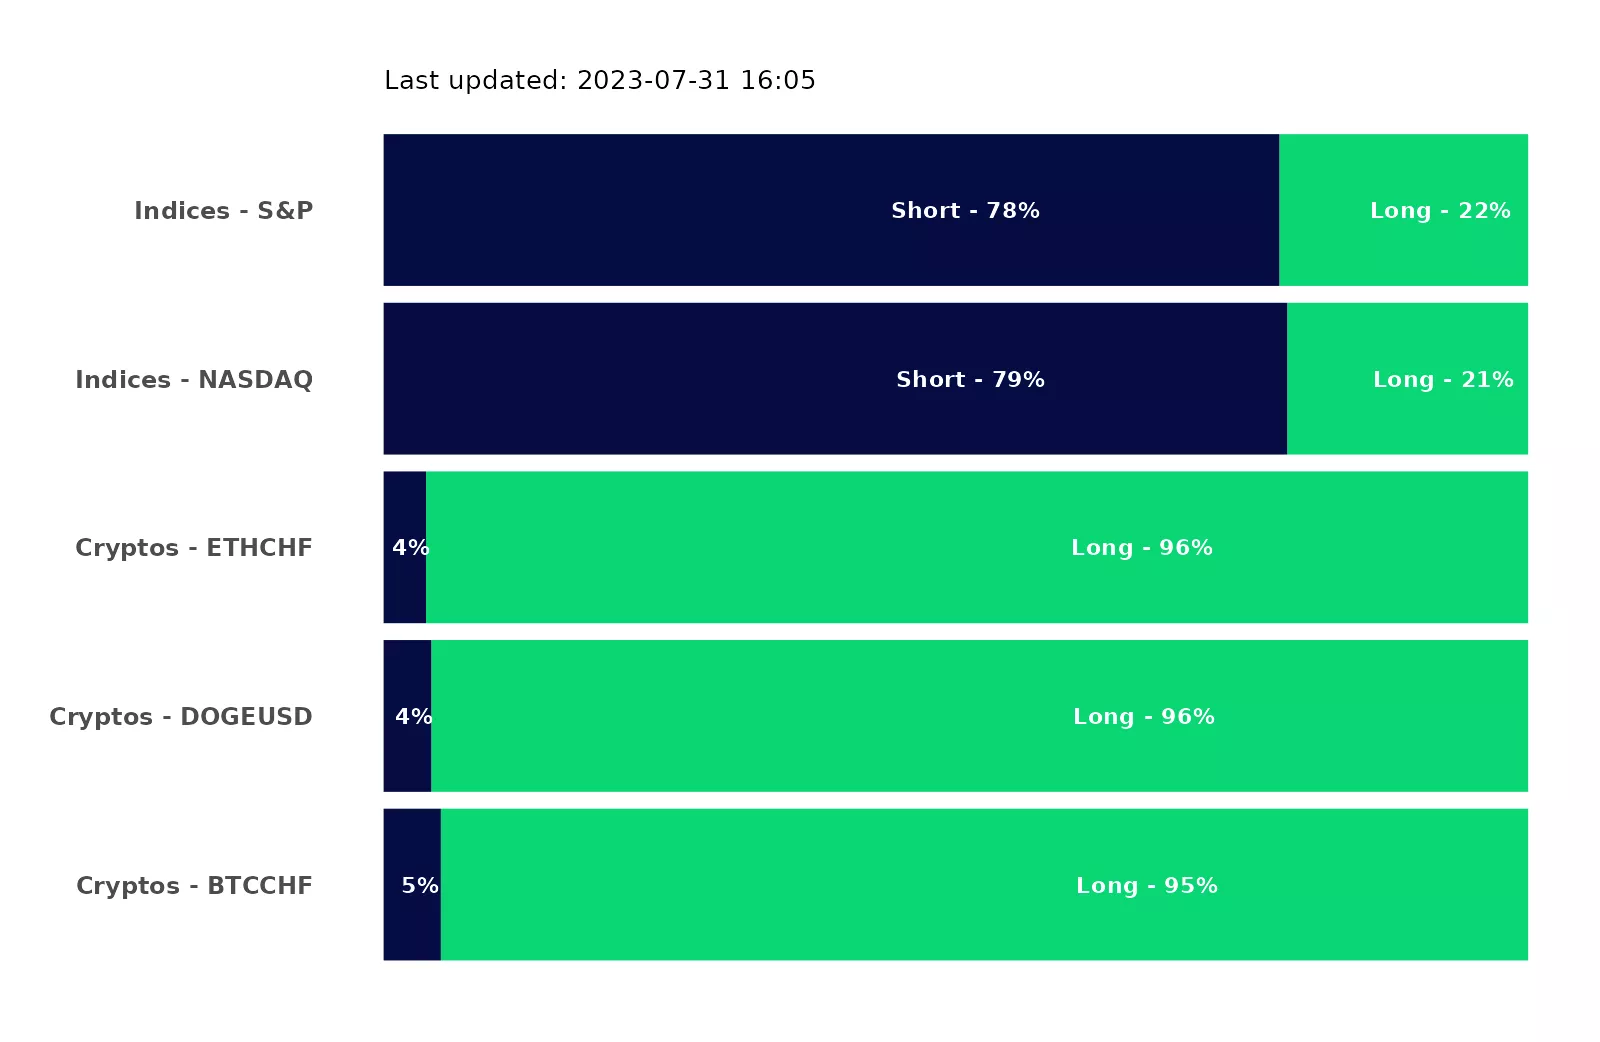 Last updated: 2023-07-31 16:05
Indices - S&P
Short - 78%
Long - 22%
Indices - NASDAQ
Short - 79%
Long - 21%
Cryptos - ETHCHF
4%
Long - 96%
Cryptos - DOGEUSD
4%
Long - 96%
Cryptos - BTCCHF
5%
Long - 95%